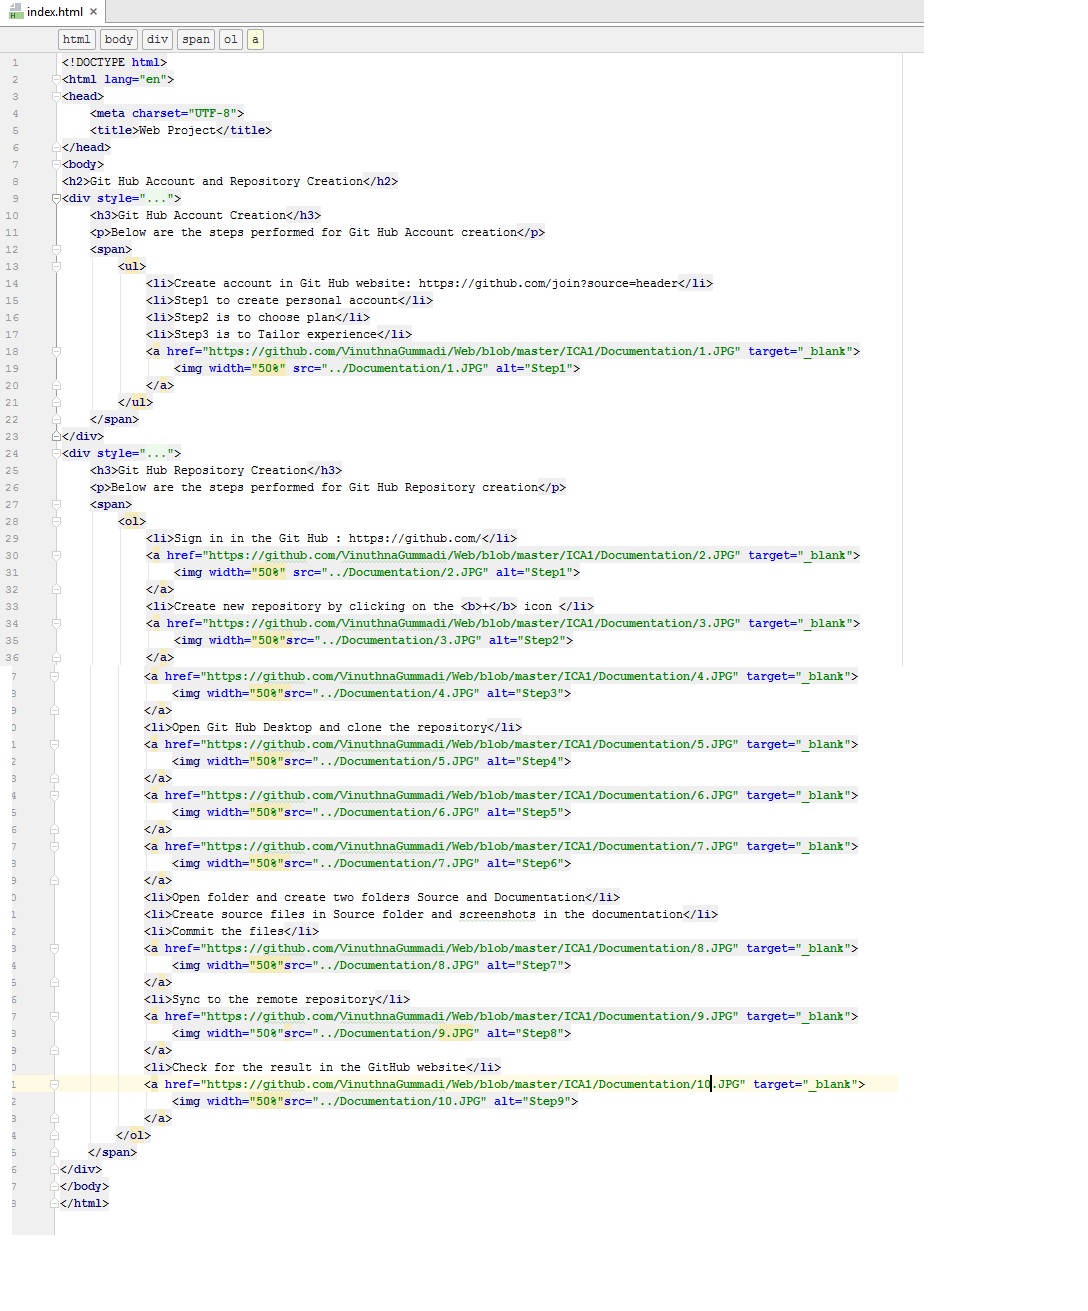 index.html
html body div span ol a
1 <!DOCTYPE html>
2 <html lang="en">
3 <head>
4     <meta charset="UTF-8">
5     <title>Web Project</title>
6 </head>
7 <body>
8 <h2>Git Hub Account and Repository Creation</h2>
9 <div style="...">
10     <h3>Git Hub Account Creation</h3>
11     <p>Below are the steps performed for Git Hub Account creation</p>
12     <span>
13         <ul>
14             <li>Create account in Git Hub website: https://github.com/join?source=header</li>
15             <li>Step1 to create personal account</li>
16             <li>Step2 is to choose plan</li>
17             <li>Step3 is to Tailor experience</li>
18             <a href="https://github.com/VinuthnaGummadi/Web/blob/master/ICA1/Documentation/1.JPG" target="_blank">
19                 <img width="50%" src="../Documentation/1.JPG" alt="Step1">
20             </a>
21         </ul>
22     </span>
23 </div>
24 <div style="...">
25     <h3>Git Hub Repository Creation</h3>
26     <p>Below are the steps performed for Git Hub Repository creation</p>
27     <span>
28         <ol>
29             <li>Sign in in the Git Hub : https://github.com/</li>
30             <a href="https://github.com/VinuthnaGummadi/Web/blob/master/ICA1/Documentation/2.JPG" target="_blank">
31                 <img width="50%" src="../Documentation/2.JPG" alt="Step1">
32             </a>
33             <li>Create new repository by clicking on the <b>+</b> icon </li>
34             <a href="https://github.com/VinuthnaGummadi/Web/blob/master/ICA1/Documentation/3.JPG" target="_blank">
35                 <img width="50%"src="../Documentation/3.JPG" alt="Step2">
36             </a>
7             <a href="https://github.com/VinuthnaGummadi/Web/blob/master/ICA1/Documentation/4.JPG" target="_blank">
8                 <img width="50%"src="../Documentation/4.JPG" alt="Step3">
9             </a>
0             <li>Open Git Hub Desktop and clone the repository</li>
1             <a href="https://github.com/VinuthnaGummadi/Web/blob/master/ICA1/Documentation/5.JPG" target="_blank">
2                 <img width="50%"src="../Documentation/5.JPG" alt="Step4">
3             </a>
4             <a href="https://github.com/VinuthnaGummadi/Web/blob/master/ICA1/Documentation/6.JPG" target="_blank">
5                 <img width="50%"src="../Documentation/6.JPG" alt="Step5">
6             </a>
7             <a href="https://github.com/VinuthnaGummadi/Web/blob/master/ICA1/Documentation/7.JPG" target="_blank">
8                 <img width="50%"src="../Documentation/7.JPG" alt="Step6">
9             </a>
0             <li>Open folder and create two folders Source and Documentation</li>
1             <li>Create source files in Source folder and screenshots in the documentation</li>
2             <li>Commit the files</li>
3             <a href="https://github.com/VinuthnaGummadi/Web/blob/master/ICA1/Documentation/8.JPG" target="_blank">
4                 <img width="50%"src="../Documentation/8.JPG" alt="Step7">
5             </a>
6             <li>Sync to the remote repository</li>
7             <a href="https://github.com/VinuthnaGummadi/Web/blob/master/ICA1/Documentation/9.JPG" target="_blank">
8                 <img width="50%"src="../Documentation/9.JPG" alt="Step8">
9             </a>
0             <li>Check for the result in the GitHub website</li>
1             <a href="https://github.com/VinuthnaGummadi/Web/blob/master/ICA1/Documentation/10.JPG" target="_blank">
2                 <img width="50%"src="../Documentation/10.JPG" alt="Step9">
3             </a>
4         </ol>
5     </span>
6 </div>
7 </body>
8 </html>